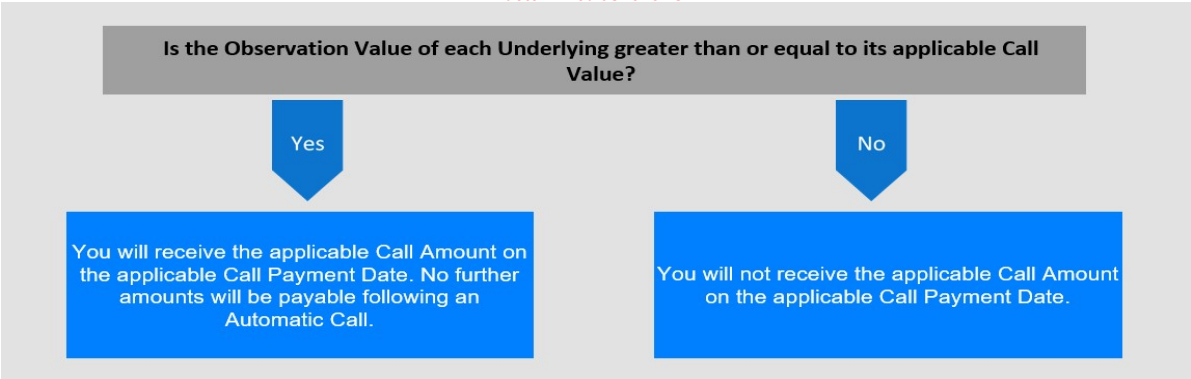 Is the Observation Value of each Underlying greater than or equal to its applicable Call
Value?
Yes
No
You will receive the applicable Call Amount on
the applicable Call Payment Date. No further
amounts will be payable following an
Automatic Call.
You will not receive the applicable Call Amount
on the applicable Call Payment Date.